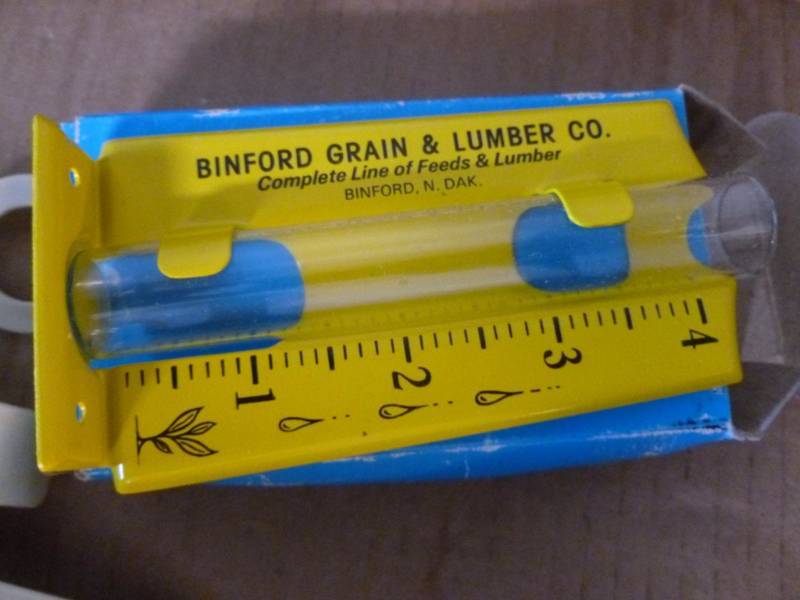 BINFORD GRAIN & LUMBER CO.
Complete Line of Feeds & Lumber
BINFORD, N. DAK.
1 2 3 4